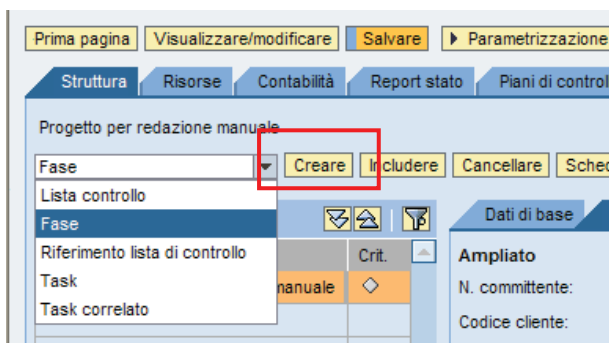 Prima pagina Visualizzare/modificare Salvare Parametrizzazione
Struttura Risorse Contabilità Report stato Piani di control
Progetto per redazione manuale
Fase Creare Includere Cancellare Sched
Lista controllo
Fase Dati di base
Riferimento lista di controllo Crit. Ampliato
Task manuale N. committente:
Task correlato Codice cliente: